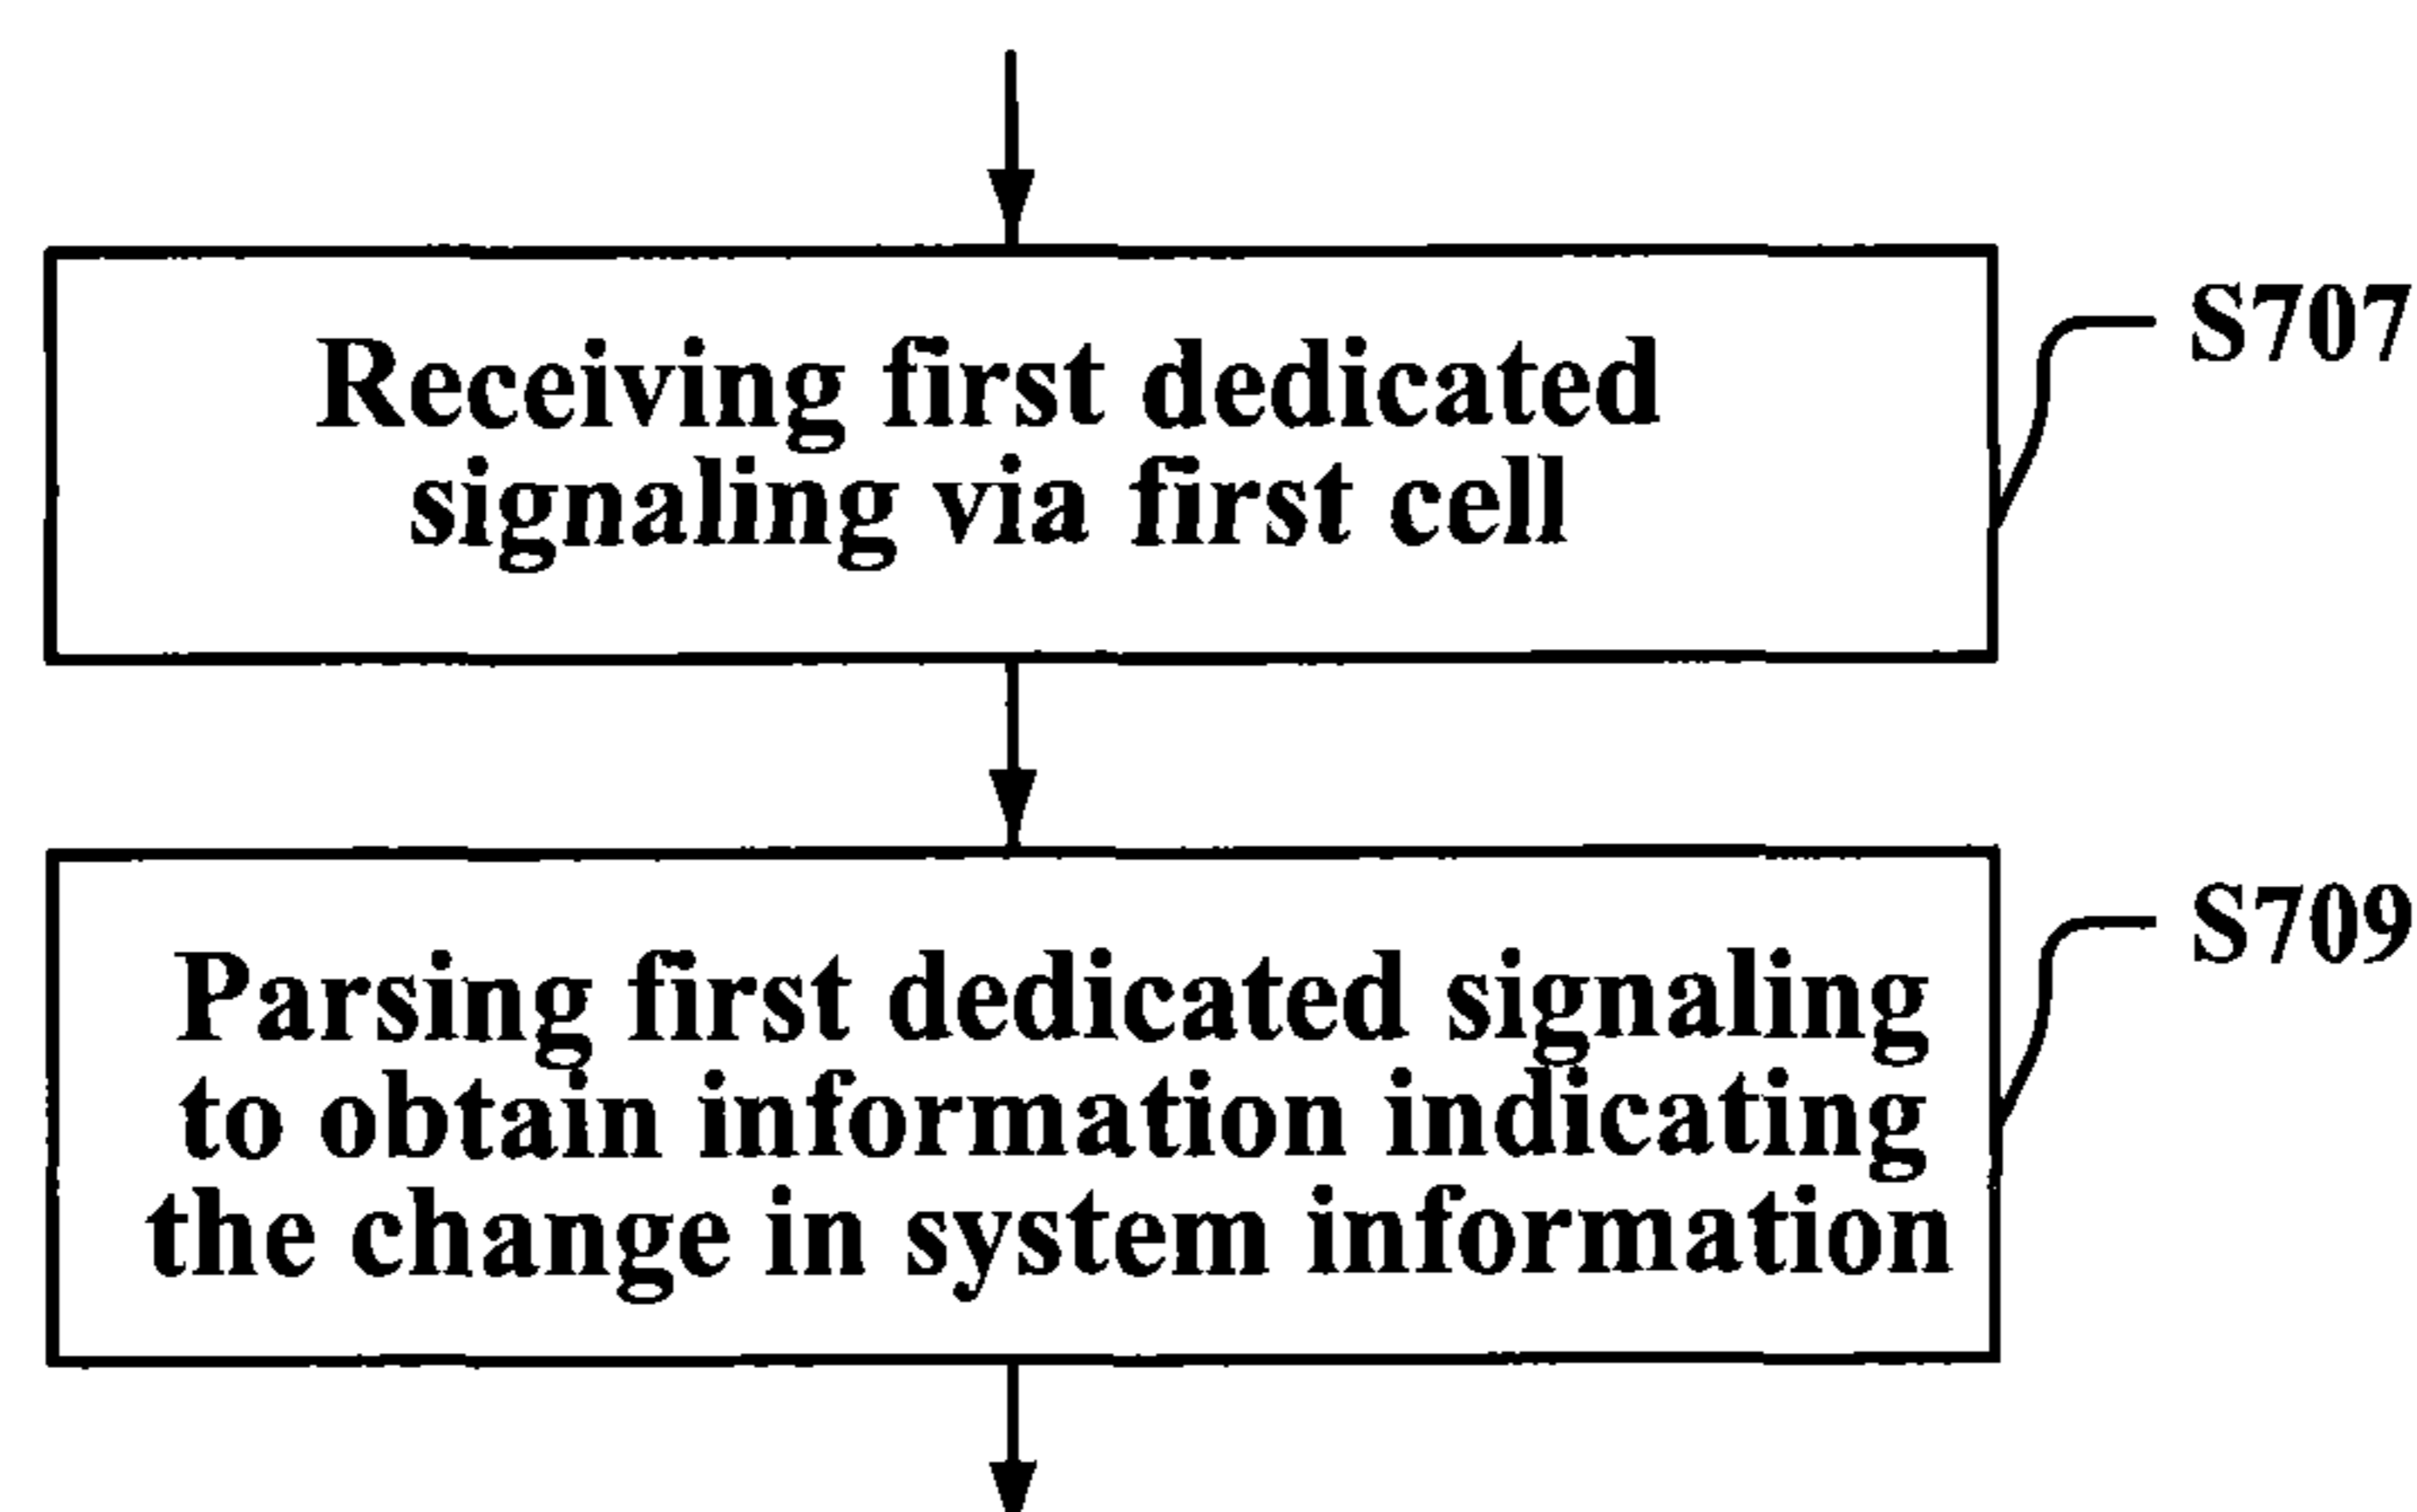 Receiving first dedicated
signaling via first cell
S707
Parsing first dedicated signaling
to obtain information indicating
the change in system information
S709